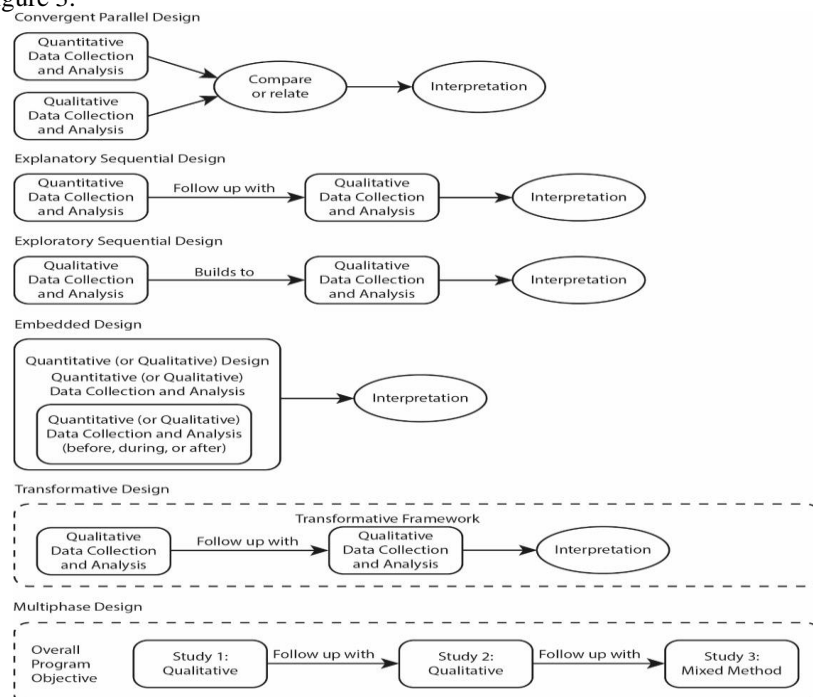 igure 3.
Convergent Parallel Design
Quantitative
Data Collection
and Analysis
Qualitative
Data Collection
and Analysis
Compare
or relate
Interpretation
Explanatory Sequential Design
Quantitative
Data Collection
and Analysis
Follow up with
Qualitative
Data Collection
and Analysis
Interpretation
Exploratory Sequential Design
Qualitative
Data Collection
and Analysis
Builds to
Qualitative
Data Collection
and Analysis
Interpretation
Embedded Design
Quantitative (or Qualitative) Design
Quantitative (or Qualitative)
Data Collection and Analysis
Quantitative (or Qualitative)
Data Collection and Analysis
(before, during, or after)
Interpretation
Transformative Design
Transformative Framework
Qualitative
Data Collection
and Analysis
Follow up with
Qualitative
Data Collection
and Analysis
Interpretation
Multiphase Design
Overall
Program
Objective
Study 1:
Qualitative
Follow up with
Study 2:
Qualitative
Follow up with
Study 3:
Mixed Method